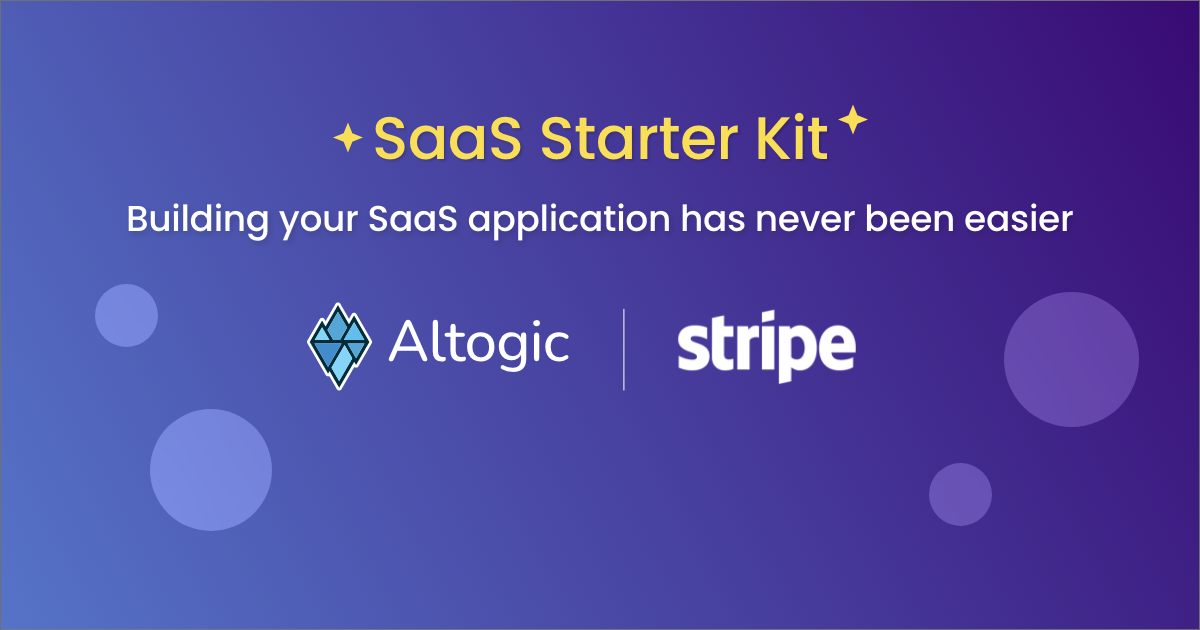 SaaS Starter Kit
Building your SaaS application has never been easier
Altogic
stripe